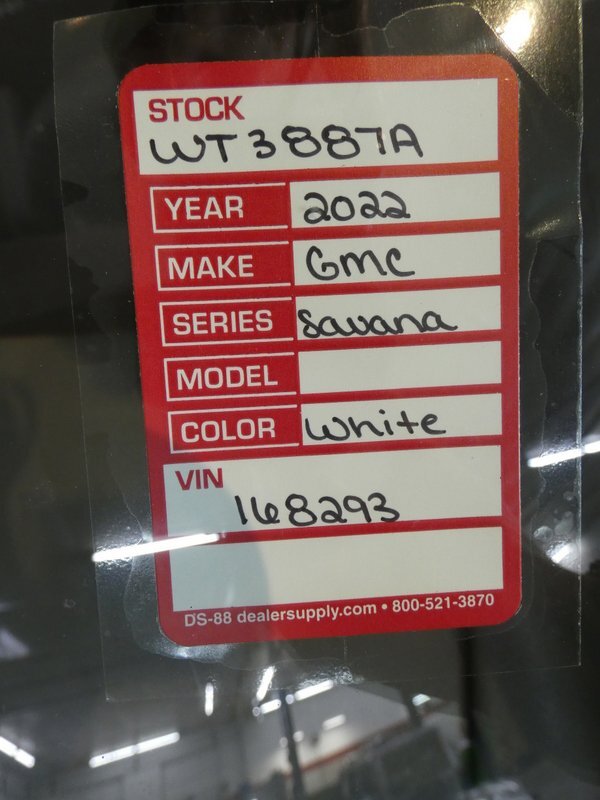 STOCK
WT3887A
YEAR 2022
MAKE GMC
SERIES Savana
MODEL
COLOR White
VIN
168293
DS-88 dealersupply.com • 800-521-3870